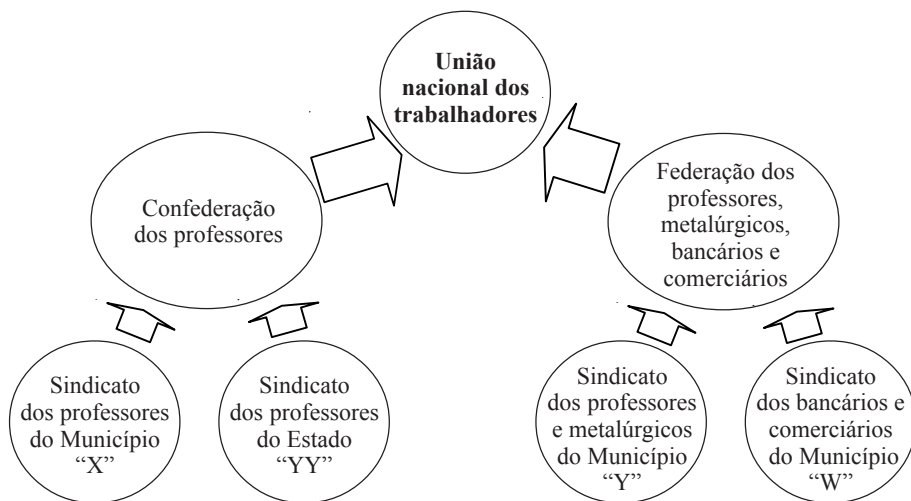 União
nacional dos
trabalhadores
Confederação
dos professores
Federação dos
professores,
metalúrgicos,
bancários e
comerciários
Sindicato
dos professores
do Município
“X”
Sindicato
dos professores
do Estado
“YY”
Sindicato
dos professores
e metalúrgicos
do Município
“Y”
Sindicato
dos bancários e
comerciários
do Município
“W”